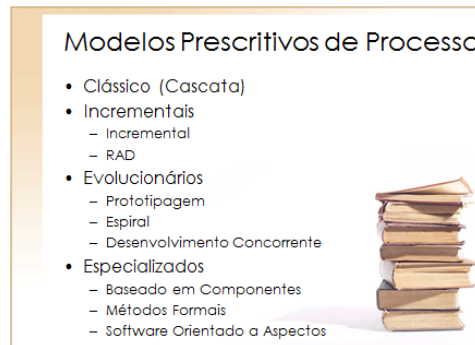 Modelos Prescritivos de Processo
• Clássico (Cascata)
• Incrementais
– Incremental
– RAD
• Evolucionários
– Prototipagem
– Espiral
– Desenvolvimento Concorrente
• Especializados
– Baseado em Componentes
– Métodos Formais
– Software Orientado a Aspectos